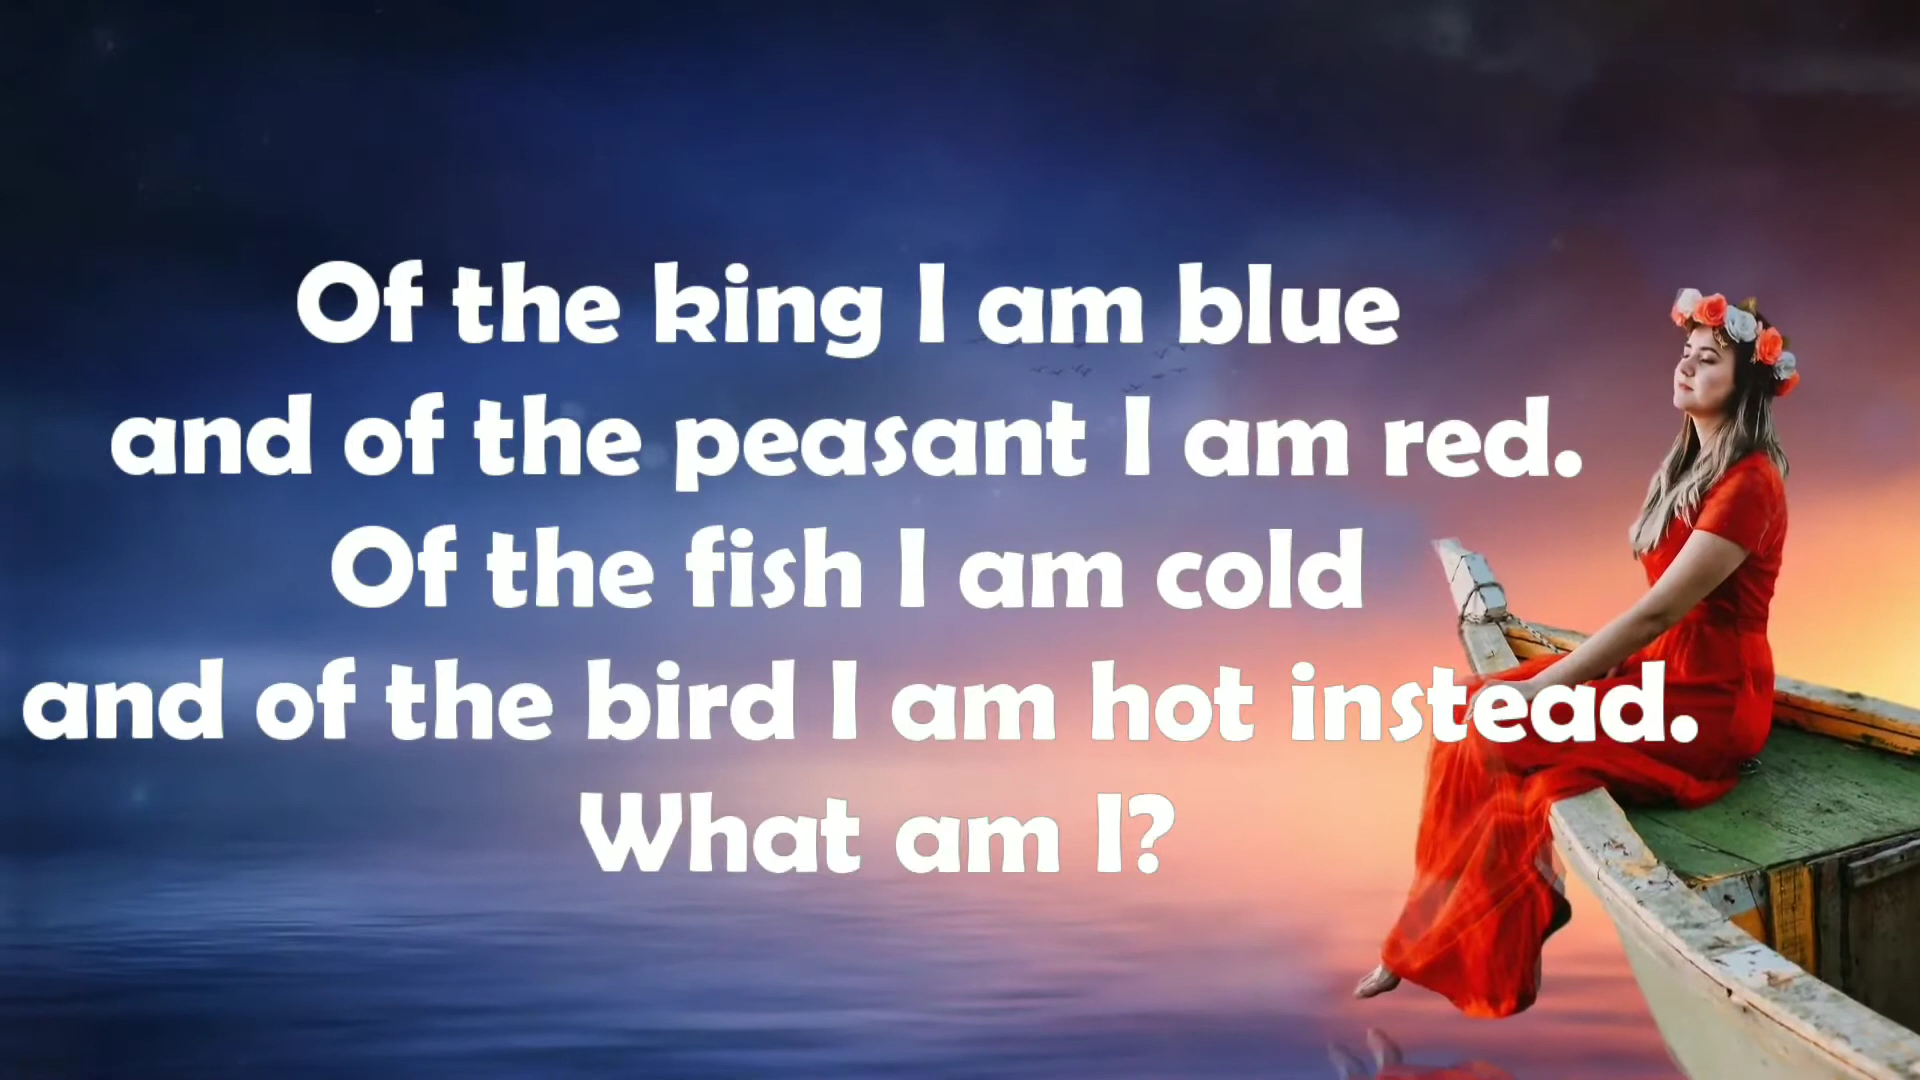 Of the king I am blue
and of the peasant I am red.
Of the fish I am cold
and of the bird I am hot instead.
What am I?